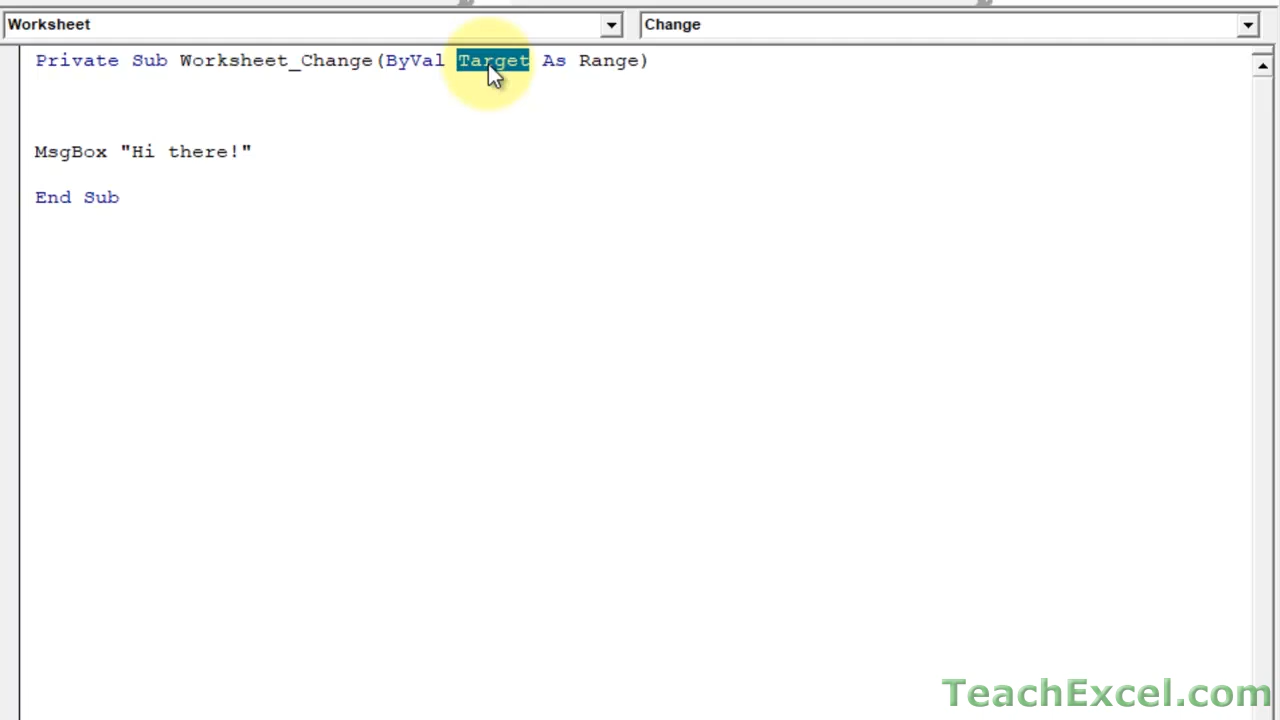 Worksheet Change
Private Sub Worksheet_Change(ByVal Target As Range)
MsgBox "Hi there!"
End Sub
TeachExcel.com